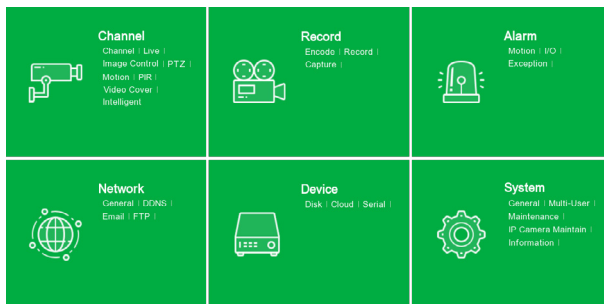 Channel
Channel | Live |
Image Control | PTZ |
Motion | PIR |
Video Cover |
Intelligent
Record
Encode | Record |
Capture |
Alarm
Motion | I/O |
Exception |
Network
General | DDNS |
Email | FTP |
Device
Disk | Cloud | Serial |
System
General | Multi-User |
Maintenance |
IP Camera Maintain |
Information |